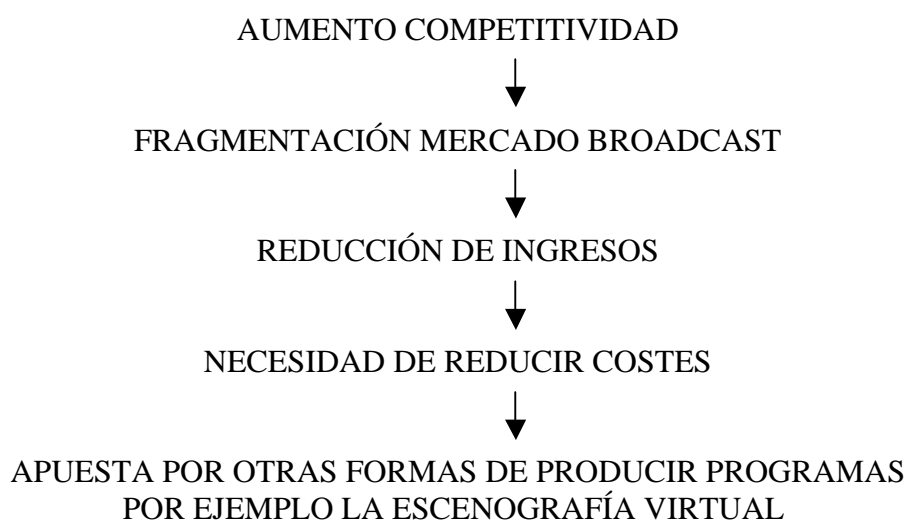 AUMENTO COMPETITIVIDAD
FRAGMENTACIÓN MERCADO BROADCAST
REDUCCIÓN DE INGRESOS
NECESIDAD DE REDUCIR COSTES
APUESTA POR OTRAS FORMAS DE PRODUCIR PROGRAMAS
POR EJEMPLO LA ESCENOGRAFÍA VIRTUAL